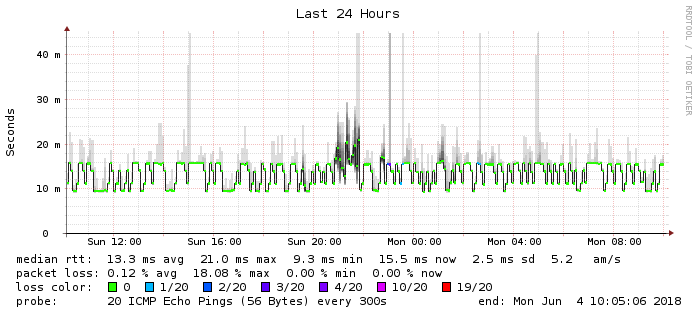 Last 24 Hours
RRDTOOL / TOBI OETIKER
Seconds
40 m
30 m
20 m
10 m
0
Sun 12:00 Sun 16:00 Sun 20:00 Mon 00:00 Mon 04:00 Mon 08:00
median rtt: 13.3 ms avg 21.0 ms max 9.3 ms min 15.5 ms now 2.5 ms sd 5.2 am/s
packet loss: 0.12 % avg 18.08 % max 0.00 % min 0.00 % now
loss color: 0 1/20 2/20 3/20 4/20 10/20 19/20
probe: 20 ICMP Echo Pings (56 Bytes) every 300s end: Mon Jun 4 10:05:06 2018